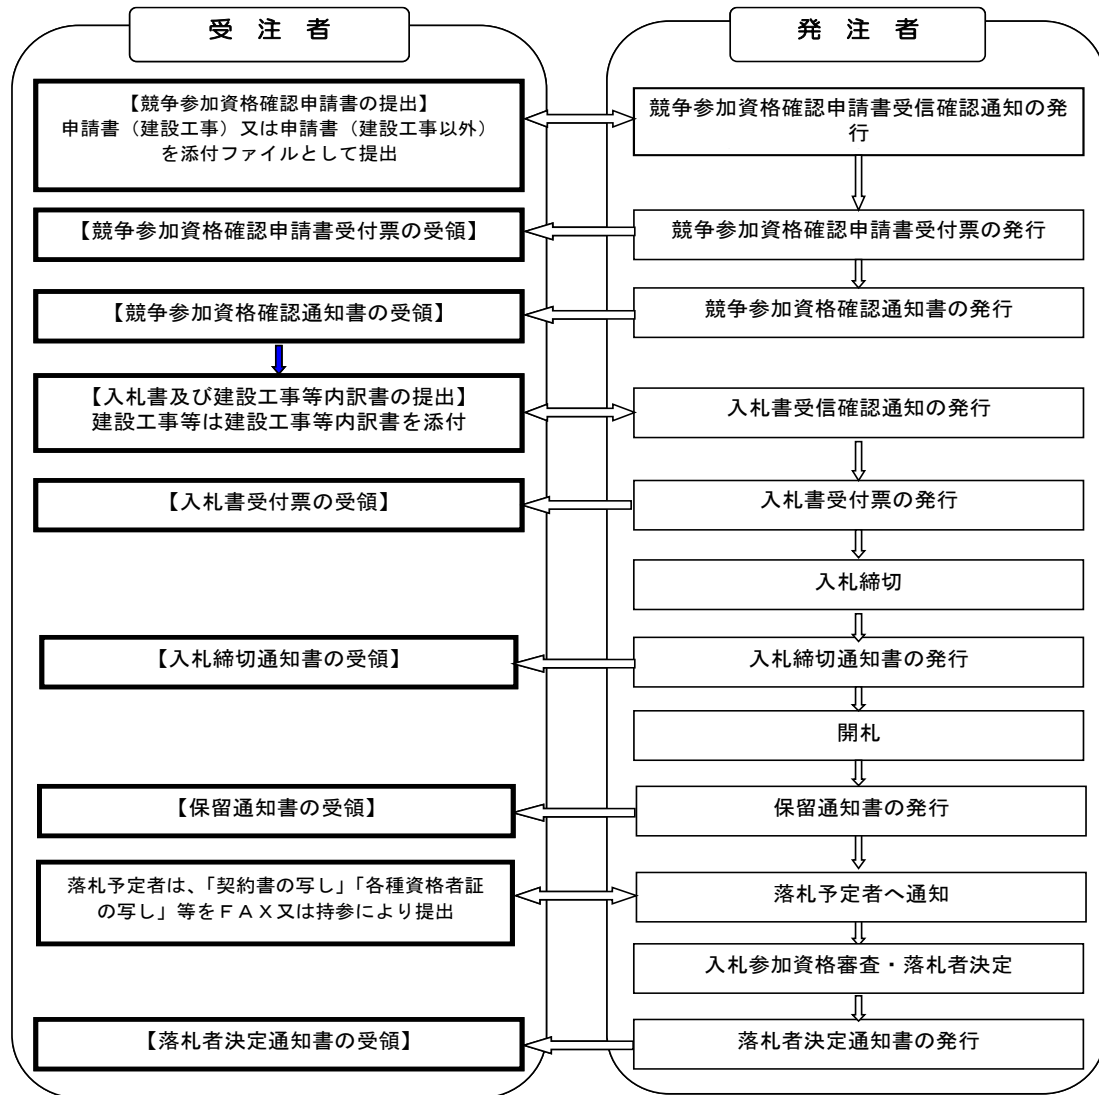 受 注 者
発 注 者
【競争参加資格確認申請書の提出】
申請書（建設工事）又は申請書（建設工事以外）
を添付ファイルとして提出
競争参加資格確認申請書受信確認通知の発
行
【競争参加資格確認申請書受付票の受領】
競争参加資格確認申請書受付票の発行
【競争参加資格確認通知書の受領】
競争参加資格確認通知書の発行
【入札書及び建設工事等内訳書の提出】
建設工事等は建設工事等内訳書を添付
入札書受信確認通知の発行
【入札書受付票の受領】
入札書受付票の発行
入札締切
【入札締切通知書の受領】
入札締切通知書の発行
開札
【保留通知書の受領】
保留通知書の発行
落札予定者は、「契約書の写し」「各種資格者証
の写し」等をＦＡＸ又は持参により提出
落札予定者へ通知
入札参加資格審査・落札者決定
【落札者決定通知書の受領】
落札者決定通知書の発行